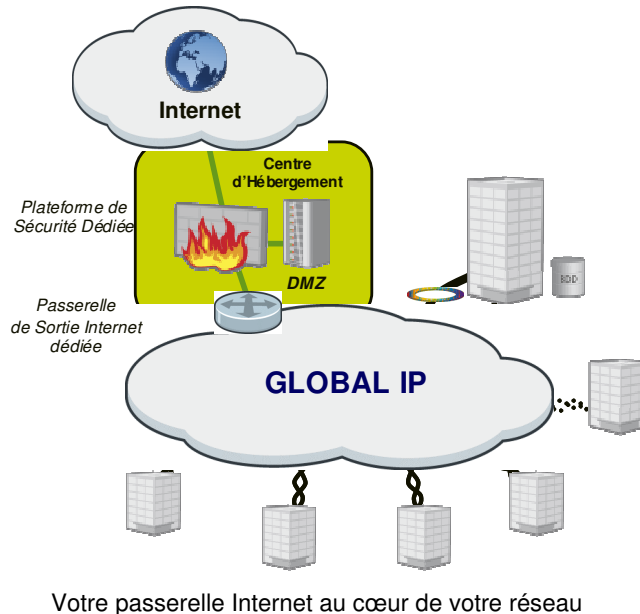 Internet
Centre
d'Hébergement
Plateforme de
Sécurité Dédiée
DMZ
BDD
Passerelle
de Sortie Internet
dédiée
GLOBAL IP
Votre passerelle Internet au cœur de votre réseau